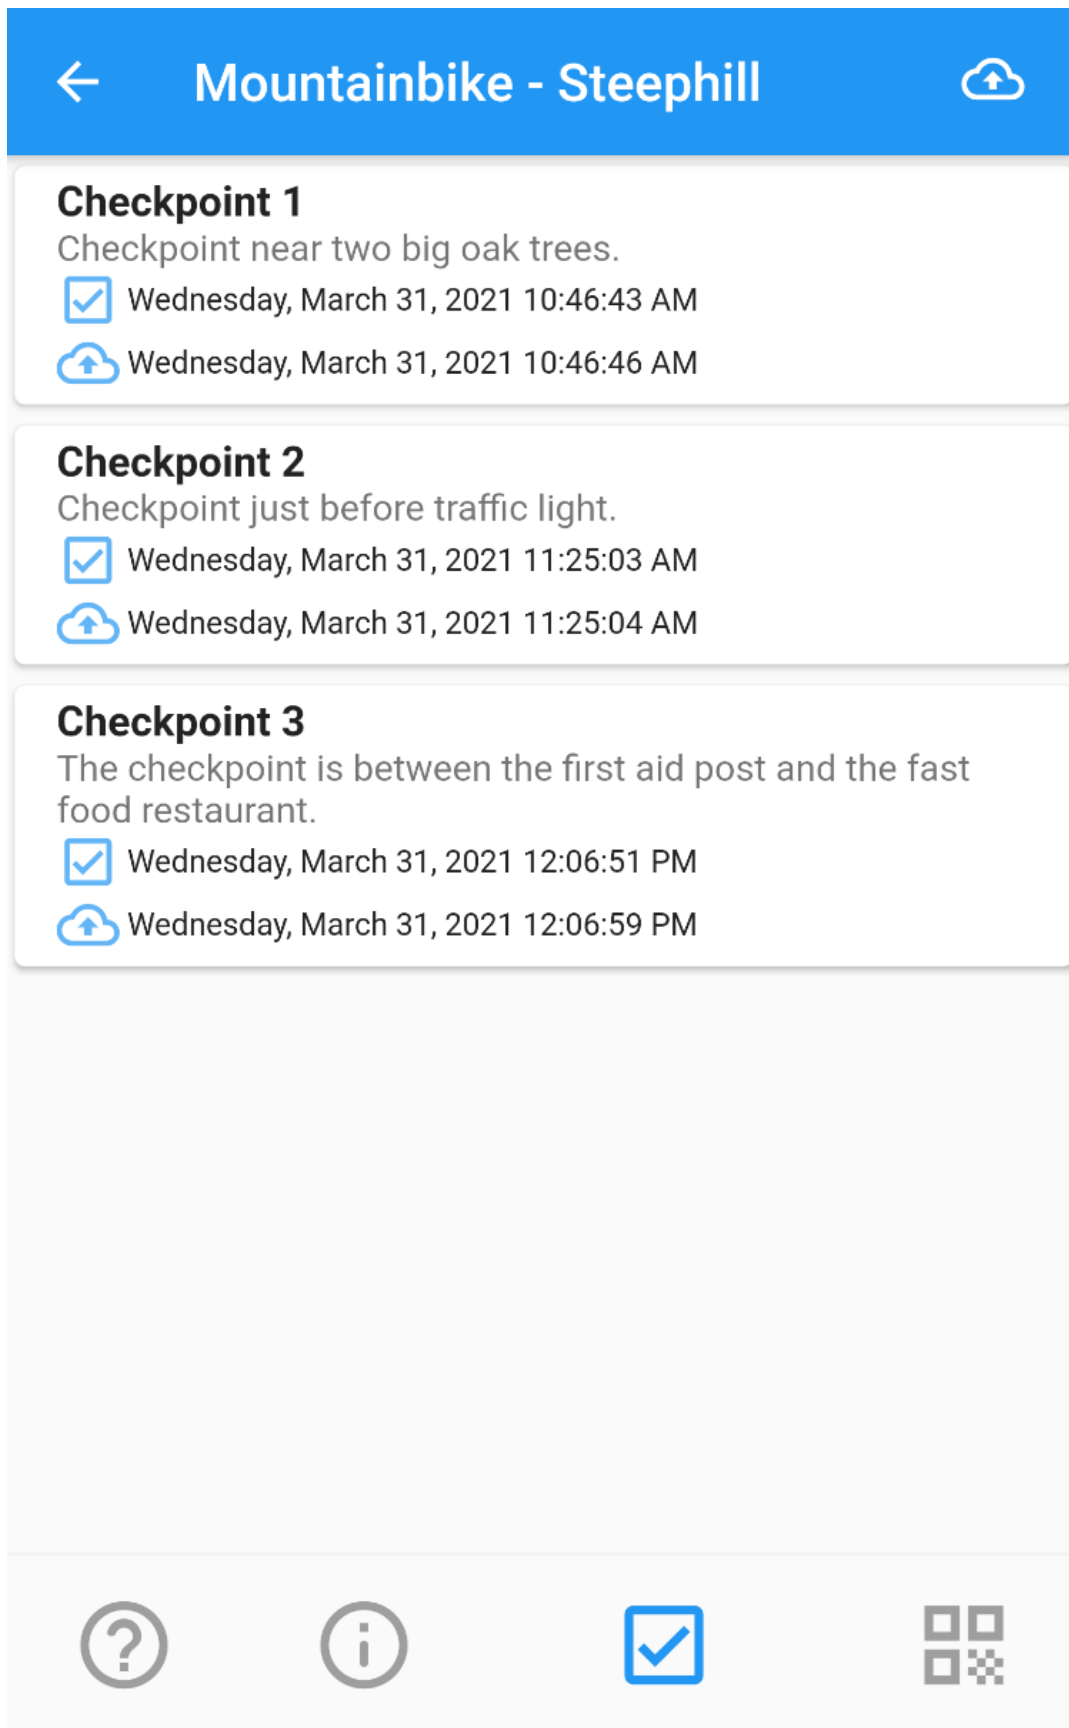 Mountainbike - Steephill
Checkpoint 1
Checkpoint near two big oak trees.
Wednesday, March 31, 2021 10:46:43 AM
Wednesday, March 31, 2021 10:46:46 AM
Checkpoint 2
Checkpoint just before traffic light.
Wednesday, March 31, 2021 11:25:03 AM
Wednesday, March 31, 2021 11:25:04 AM
Checkpoint 3
The checkpoint is between the first aid post and the fast
food restaurant.
Wednesday, March 31, 2021 12:06:51 PM
Wednesday, March 31, 2021 12:06:59 PM